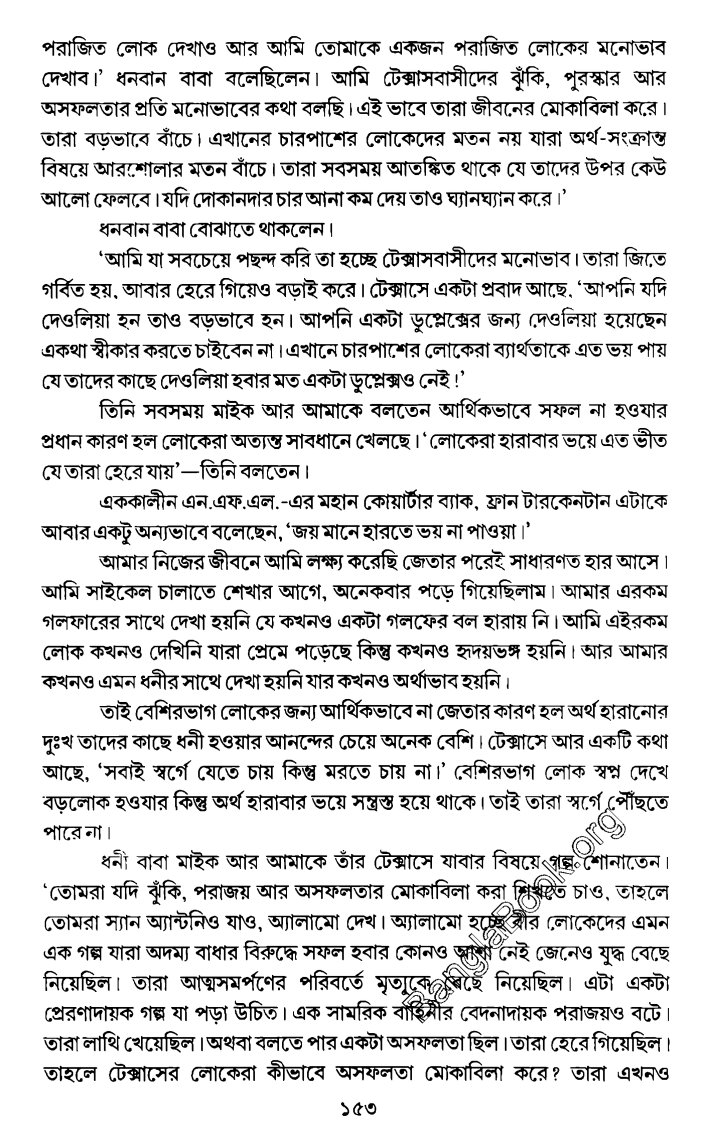 পরাজিত লোক দেখাও আর আমি তোমাকে একজন পরাজিত লোকের মনোভাব
দেখাব।’ ধনবান বাবা বলেছিলেন। আমি টেক্সাসবাসীদের ঝুঁকি, পুরস্কার আর
অসফলতার প্রতি মনোভাবের কথা বলছি। এই ভাবে তারা জীবনের মোকাবিলা করে।
তারা বড়ভাবে বাঁচে। এখানের চারপাশের লোকেদের মতন নয় যারা অর্থ-সংক্রান্ত
বিষয়ে আরশোলার মতন বাঁচে। তারা সবসময় আতঙ্কিত থাকে যে তাদের উপর কেউ
আলো ফেলবে। যদি দোকানদার চার আনা কম দেয় তাও ঘ্যানঘ্যান করে।’
ধনবান বাবা বোঝাতে থাকলেন।
‘আমি যা সবচেয়ে পছন্দ করি তা হচ্ছে টেক্সাসবাসীদের মনোভাব। তারা জিতে
গর্বিত হয়, আবার হেরে গিয়েও বড়াই করে। টেক্সাসে একটা প্রবাদ আছে, ‘আপনি যদি
দেওলিয়া হন তাও বড়ভাবে হন। আপনি একটা ডুপ্লেক্সের জন্য দেওলিয়া হয়েছেন
একথা স্বীকার করতে চাইবেন না। এখানে চারপাশের লোকেরা ব্যার্থতাকে এত ভয় পায়
যে তাদের কাছে দেওলিয়া হবার মত একটা ডুপ্লেক্সও নেই!’
তিনি সবসময় মাইক আর আমাকে বলতেন আর্থিকভাবে সফল না হওযার
প্রধান কারণ হল লোকেরা অত্যন্ত সাবধানে খেলছে। ‘লোকেরা হারাবার ভয়ে এত ভীত
যে তারা হেরে যায়’—তিনি বলতেন।
এককালীন এন.এফ.এল.-এর মহান কোয়ার্টার ব্যাক, ফ্রান টারকেনটান এটাকে
আবার একটু অন্যভাবে বলেছেন, ‘জয় মানে হারতে ভয় না পাওয়া।’
আমার নিজের জীবনে আমি লক্ষ্য করেছি জেতার পরেই সাধারণত হার আসে।
আমি সাইকেল চালাতে শেখার আগে, অনেকবার পড়ে গিয়েছিলাম। আমার এরকম
গলফারের সাথে দেখা হয়নি যে কখনও একটা গলফের বল হারায় নি। আমি এইরকম
লোক কখনও দেখিনি যারা প্রেমে পড়েছে কিন্তু কখনও হৃদয়ভঙ্গ হয়নি। আর আমার
কখনও এমন ধনীর সাথে দেখা হয়নি যার কখনও অর্থাভাব হয়নি।
তাই বেশিরভাগ লোকের জন্য আর্থিকভাবে না জেতার কারণ হল অর্থ হারানোর
দুঃখ তাদের কাছে ধনী হওয়ার আনন্দের চেয়ে অনেক বেশি। টেক্সাসে আর একটি কথা
আছে, ‘সবাই স্বর্গে যেতে চায় কিন্তু মরতে চায় না।’ বেশিরভাগ লোক স্বপ্ন দেখে
বড়লোক হওযার কিন্তু অর্থ হারাবার ভয়ে সন্ত্রস্ত হয়ে থাকে। তাই তারা স্বর্গে পৌঁছতে
পারে না।
ধনী বাবা মাইক আর আমাকে তাঁর টেক্সাসে যাবার বিষয়ে গল্প শোনাতেন।
‘তোমরা যদি ঝুঁকি, পরাজয় আর অসফলতার মোকাবিলা করা শিখতে চাও, তাহলে
তোমরা স্যান অ্যান্টনিও যাও, অ্যালামো দেখ। অ্যালামো হচ্ছে বীর লোকেদের এমন
এক গল্প যারা অদম্য বাধার বিরুদ্ধে সফল হবার কোনও আশা নেই জেনেও যুদ্ধ বেছে
নিয়েছিল। তারা আত্মসমর্পণের পরিবর্তে মৃত্যুকে বেছে নিয়েছিল। এটা একটা
প্রেরণাদায়ক গল্প যা পড়া উচিত। এক সামরিক বাহিনীর বেদনাদায়ক পরাজয়ও বটে।
তারা লাথি খেয়েছিল। অথবা বলতে পার একটা অসফলতা ছিল। তারা হেরে গিয়েছিল।
তাহলে টেক্সাসের লোকেরা কীভাবে অসফলতা মোকাবিলা করে? তারা এখনও
১৫৩
BanglaBook.org